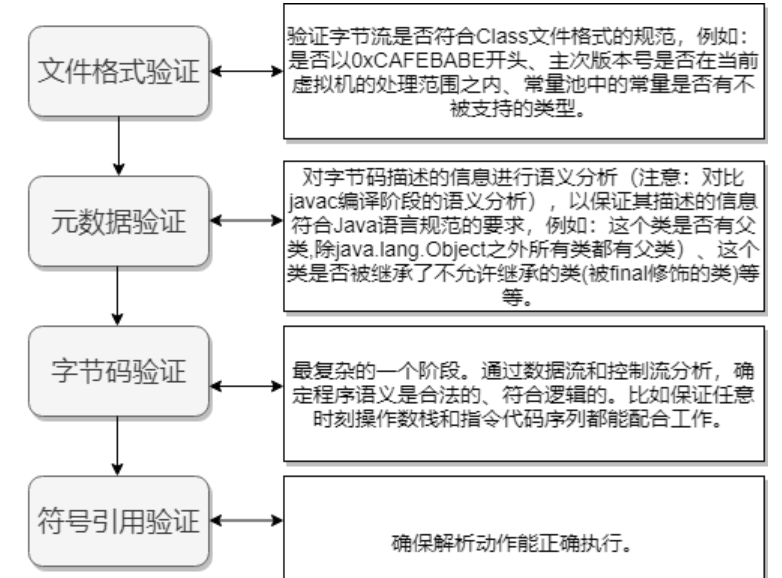 文件格式验证
验证字节流是否符合Class文件格式的规范，例如：
是否以0xCAFEBABE开头、主次版本号是否在当前
虚拟机的处理范围之内、常量池中的常量是否有不
被支持的类型。
元数据验证
对字节码描述的信息进行语义分析（注意：对比
javac编译阶段的语义分析），以保证其描述的信息
符合Java语言规范的要求，例如：这个类是否有父
类,除java.lang.Object之外所有类都有父类）、这个
类是否被继承了不允许继承的类(被final修饰的类)等
等。
字节码验证
最复杂的一个阶段。通过数据流和控制流分析，确
定程序语义是合法的、符合逻辑的。比如保证任意
时刻操作数栈和指令代码序列都能配合工作。
符号引用验证
确保解析动作能正确执行。